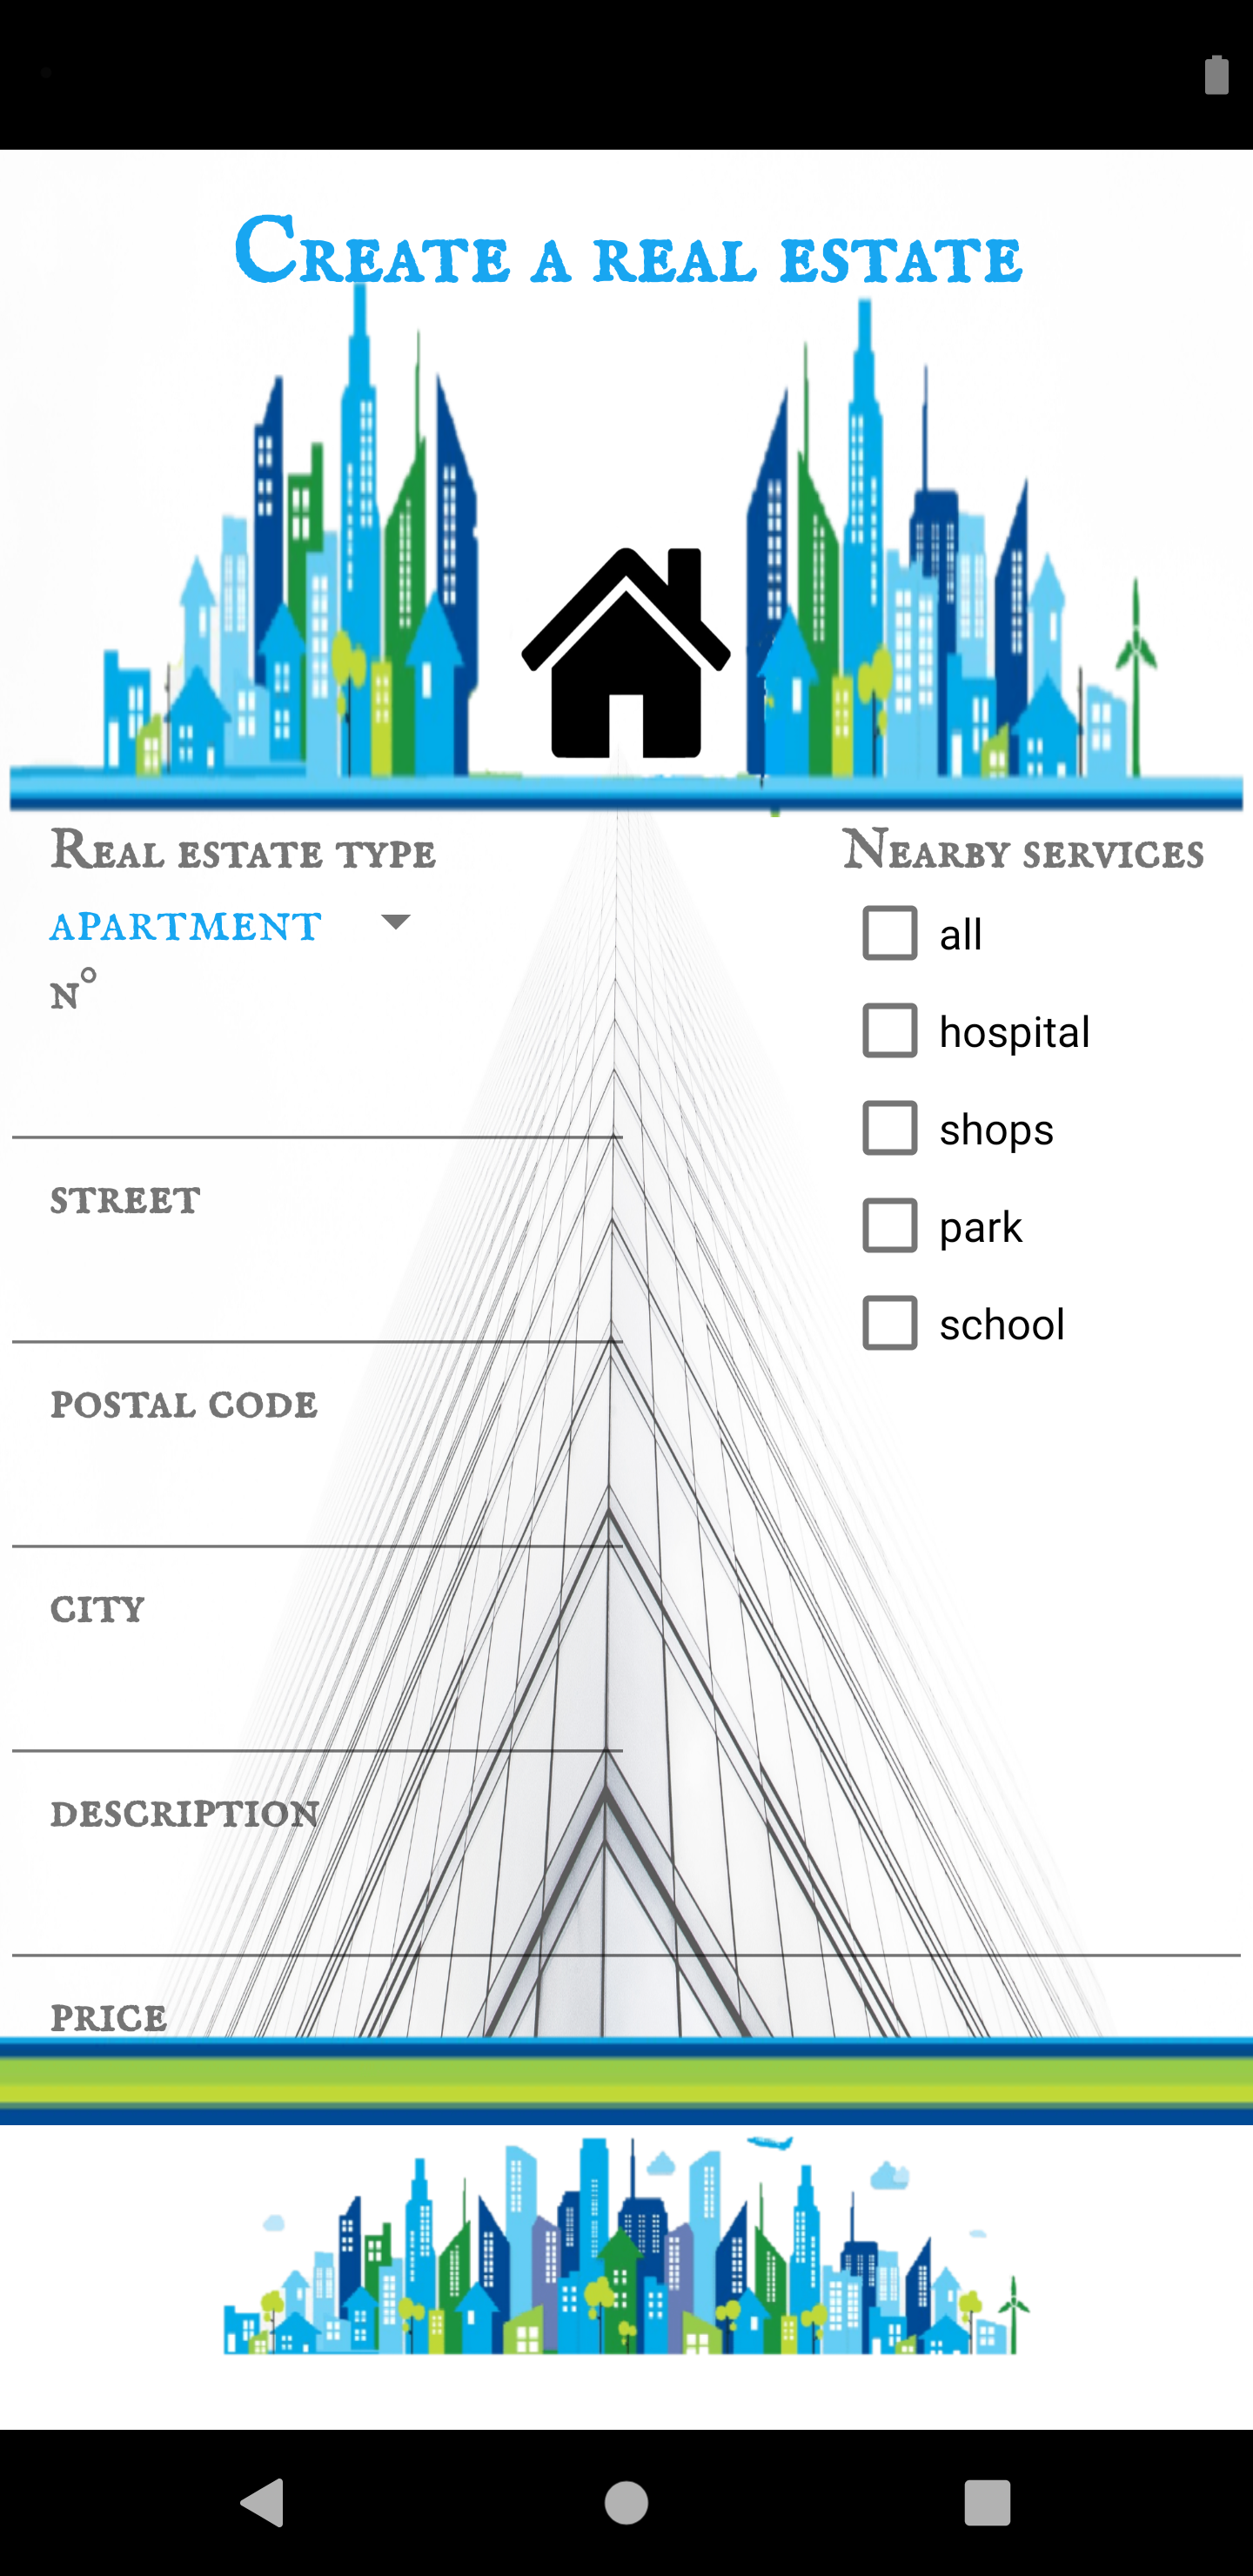 Create a real estate
Real estate type
apartment
n°
street
postal code
city
description
price
Nearby services
all
hospital
shops
park
school